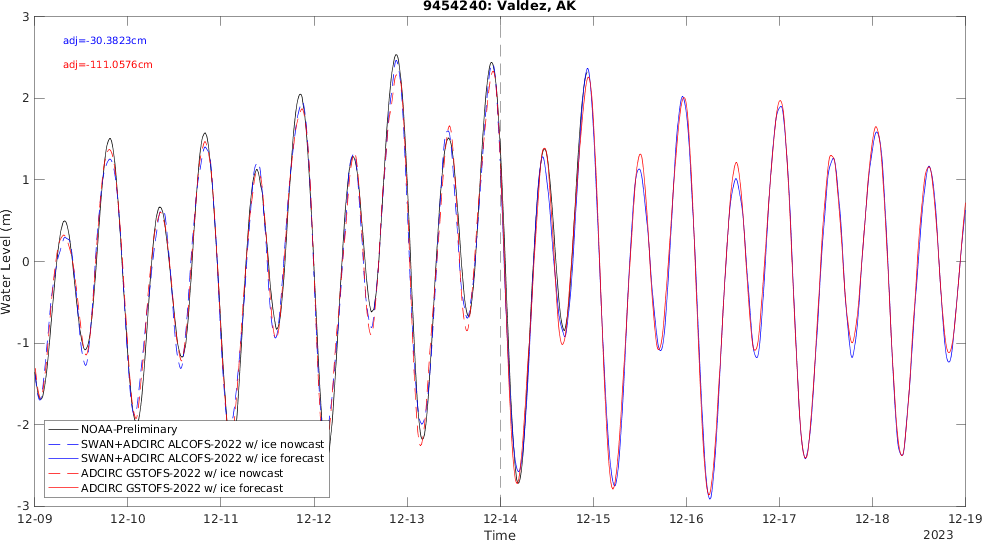 9454240: Valdez, AK
adj=-30.3823cm
adj=-111.0576cm
Water Level (m)
3
2
1
0
-1
-2
-3
NOAA-Preliminary
SWAN+ADCIRC ALCOFS-2022 w/ ice nowcast
SWAN+ADCIRC ALCOFS-2022 w/ ice forecast
ADCIRC GSTOFS-2022 w/ ice nowcast
ADCIRC GSTOFS-2022 w/ ice forecast
12-09 12-10 12-11 12-12 12-13 12-14 12-15 12-16 12-17 12-18 12-19
Time
2023